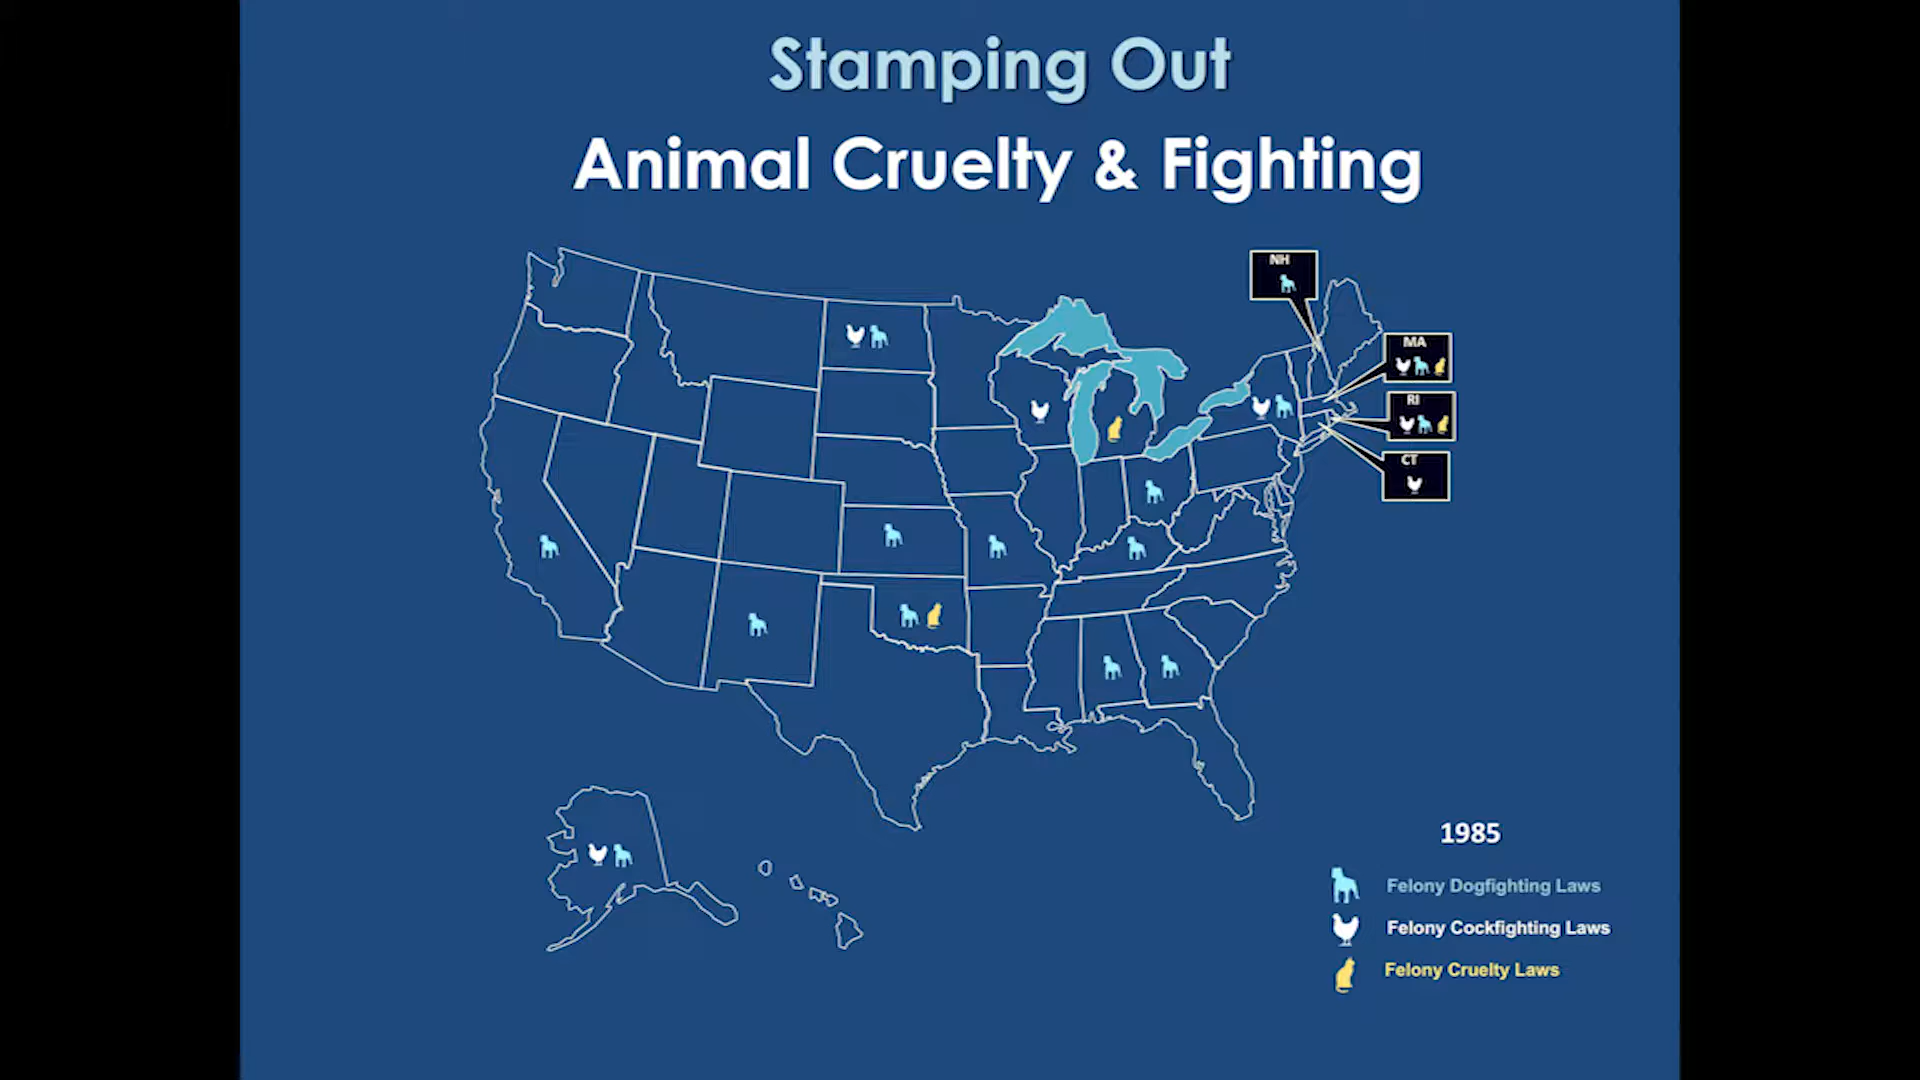 Stamping Out
Animal Cruelty & Fighting
NH
MA
RI
CT
1985
Felony Dogfighting Laws
Felony Cockfighting Laws
Felony Cruelty Laws